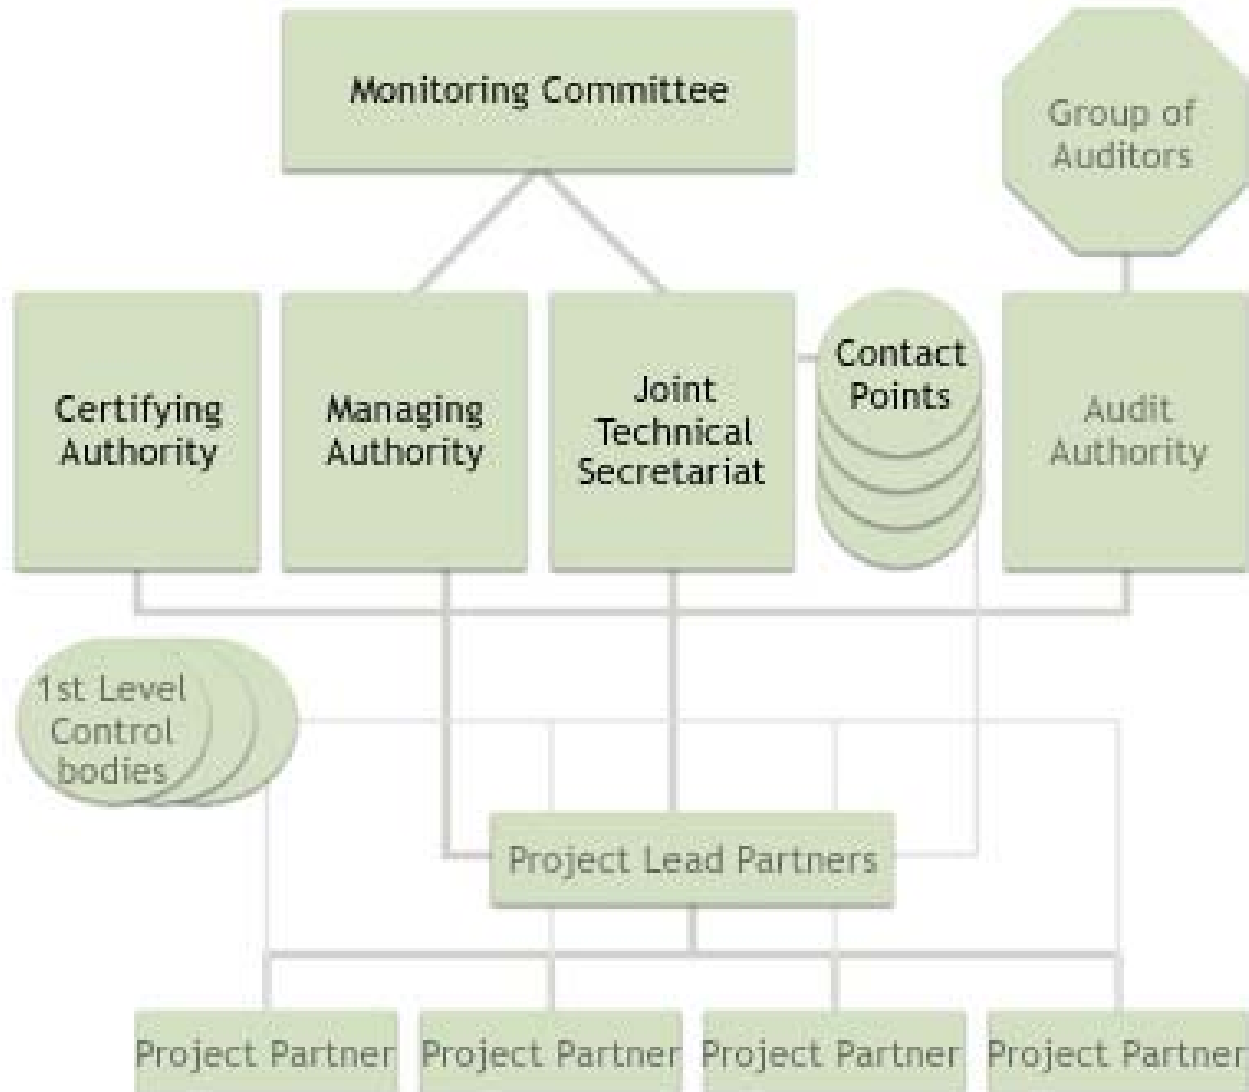 Monitoring Committee
Group of
Auditors
Certifying
Authority
Managing
Authority
Joint
Technical
Secretariat
Contact
Points
Audit
Authority
1st Level
Control
bodies
Project Lead Partners
Project Partner
Project Partner
Project Partner
Project Partner